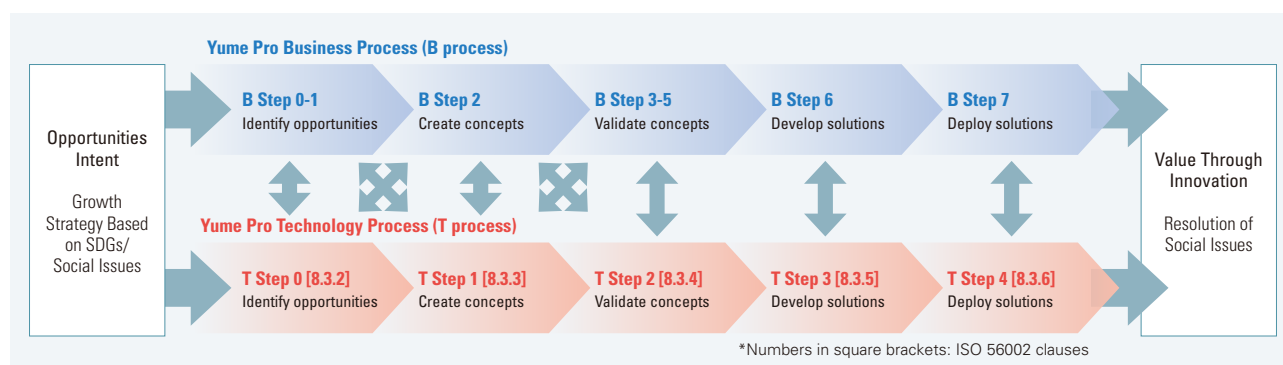 Yume Pro Business Process (B process)
Opportunities
Intent
Growth
Strategy Based
on SDGs/
Social Issues
B Step 0-1
Identify opportunities
B Step 2
Create concepts
B Step 3-5
Validate concepts
B Step 6
Develop solutions
B Step 7
Deploy solutions
Yume Pro Technology Process (T process)
T Step 0 [8.3.2]
Identify opportunities
T Step 1 [8.3.3]
Create concepts
T Step 2 [8.3.4]
Validate concepts
T Step 3 [8.3.5]
Develop solutions
T Step 4 [8.3.6]
Deploy solutions
Value Through
Innovation
Resolution of
Social Issues
*Numbers in square brackets: ISO 56002 clauses